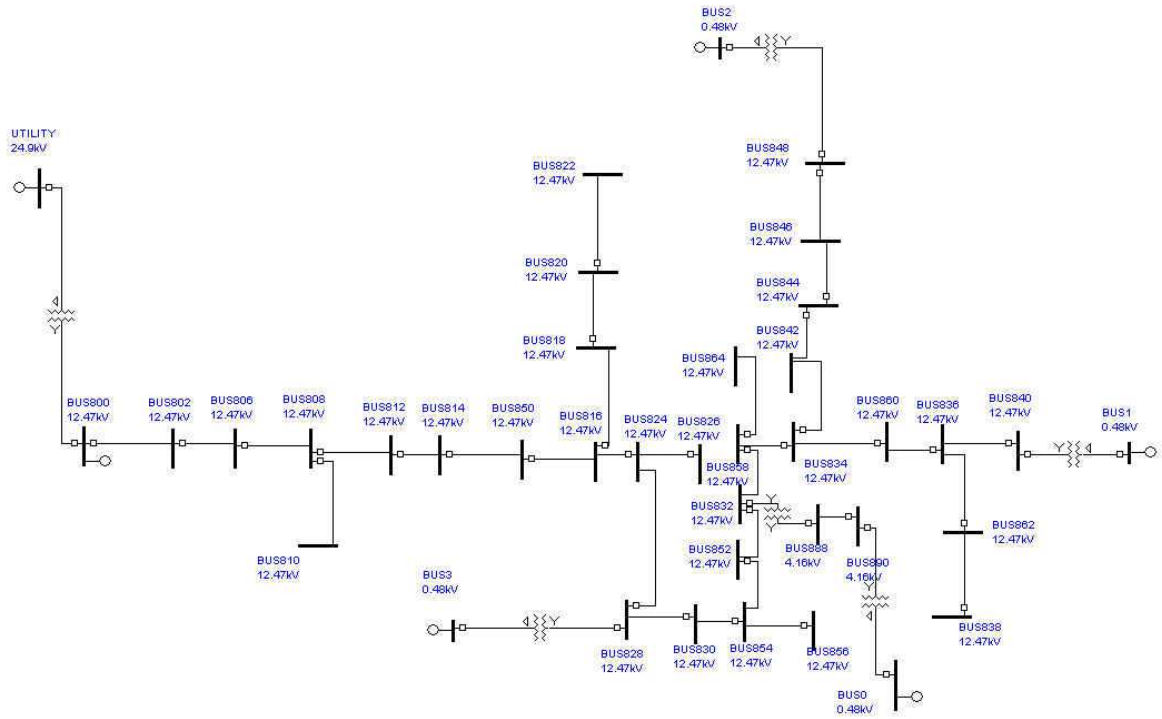 BUS2
0.48kV
UTILITY
24.9kV
BUS848
12.47kV
BUS822
12.47kV
BUS846
12.47kV
BUS820
12.47kV
BUS844
12.47kV
BUS842
12.47kV
BUS818
12.47kV
BUS864
12.47kV
BUS800
12.47kV
BUS802
12.47kV
BUS806
12.47kV
BUS808
12.47kV
BUS812
12.47kV
BUS814
12.47kV
BUS850
12.47kV
BUS816
12.47kV
BUS824
12.47kV
BUS826
12.47kV
BUS860
12.47kV
BUS836
12.47kV
BUS840
12.47kV
BUS1
0.48kV
BUS858
12.47kV
BUS834
12.47kV
BUS832
12.47kV
BUS862
12.47kV
BUS852
12.47kV
BUS888
4.16kV
BUS890
4.16kV
BUS810
12.47kV
BUS3
0.48kV
BUS838
12.47kV
BUS828
12.47kV
BUS830
12.47kV
BUS854
12.47kV
BUS856
12.47kV
BUS0
0.48kV